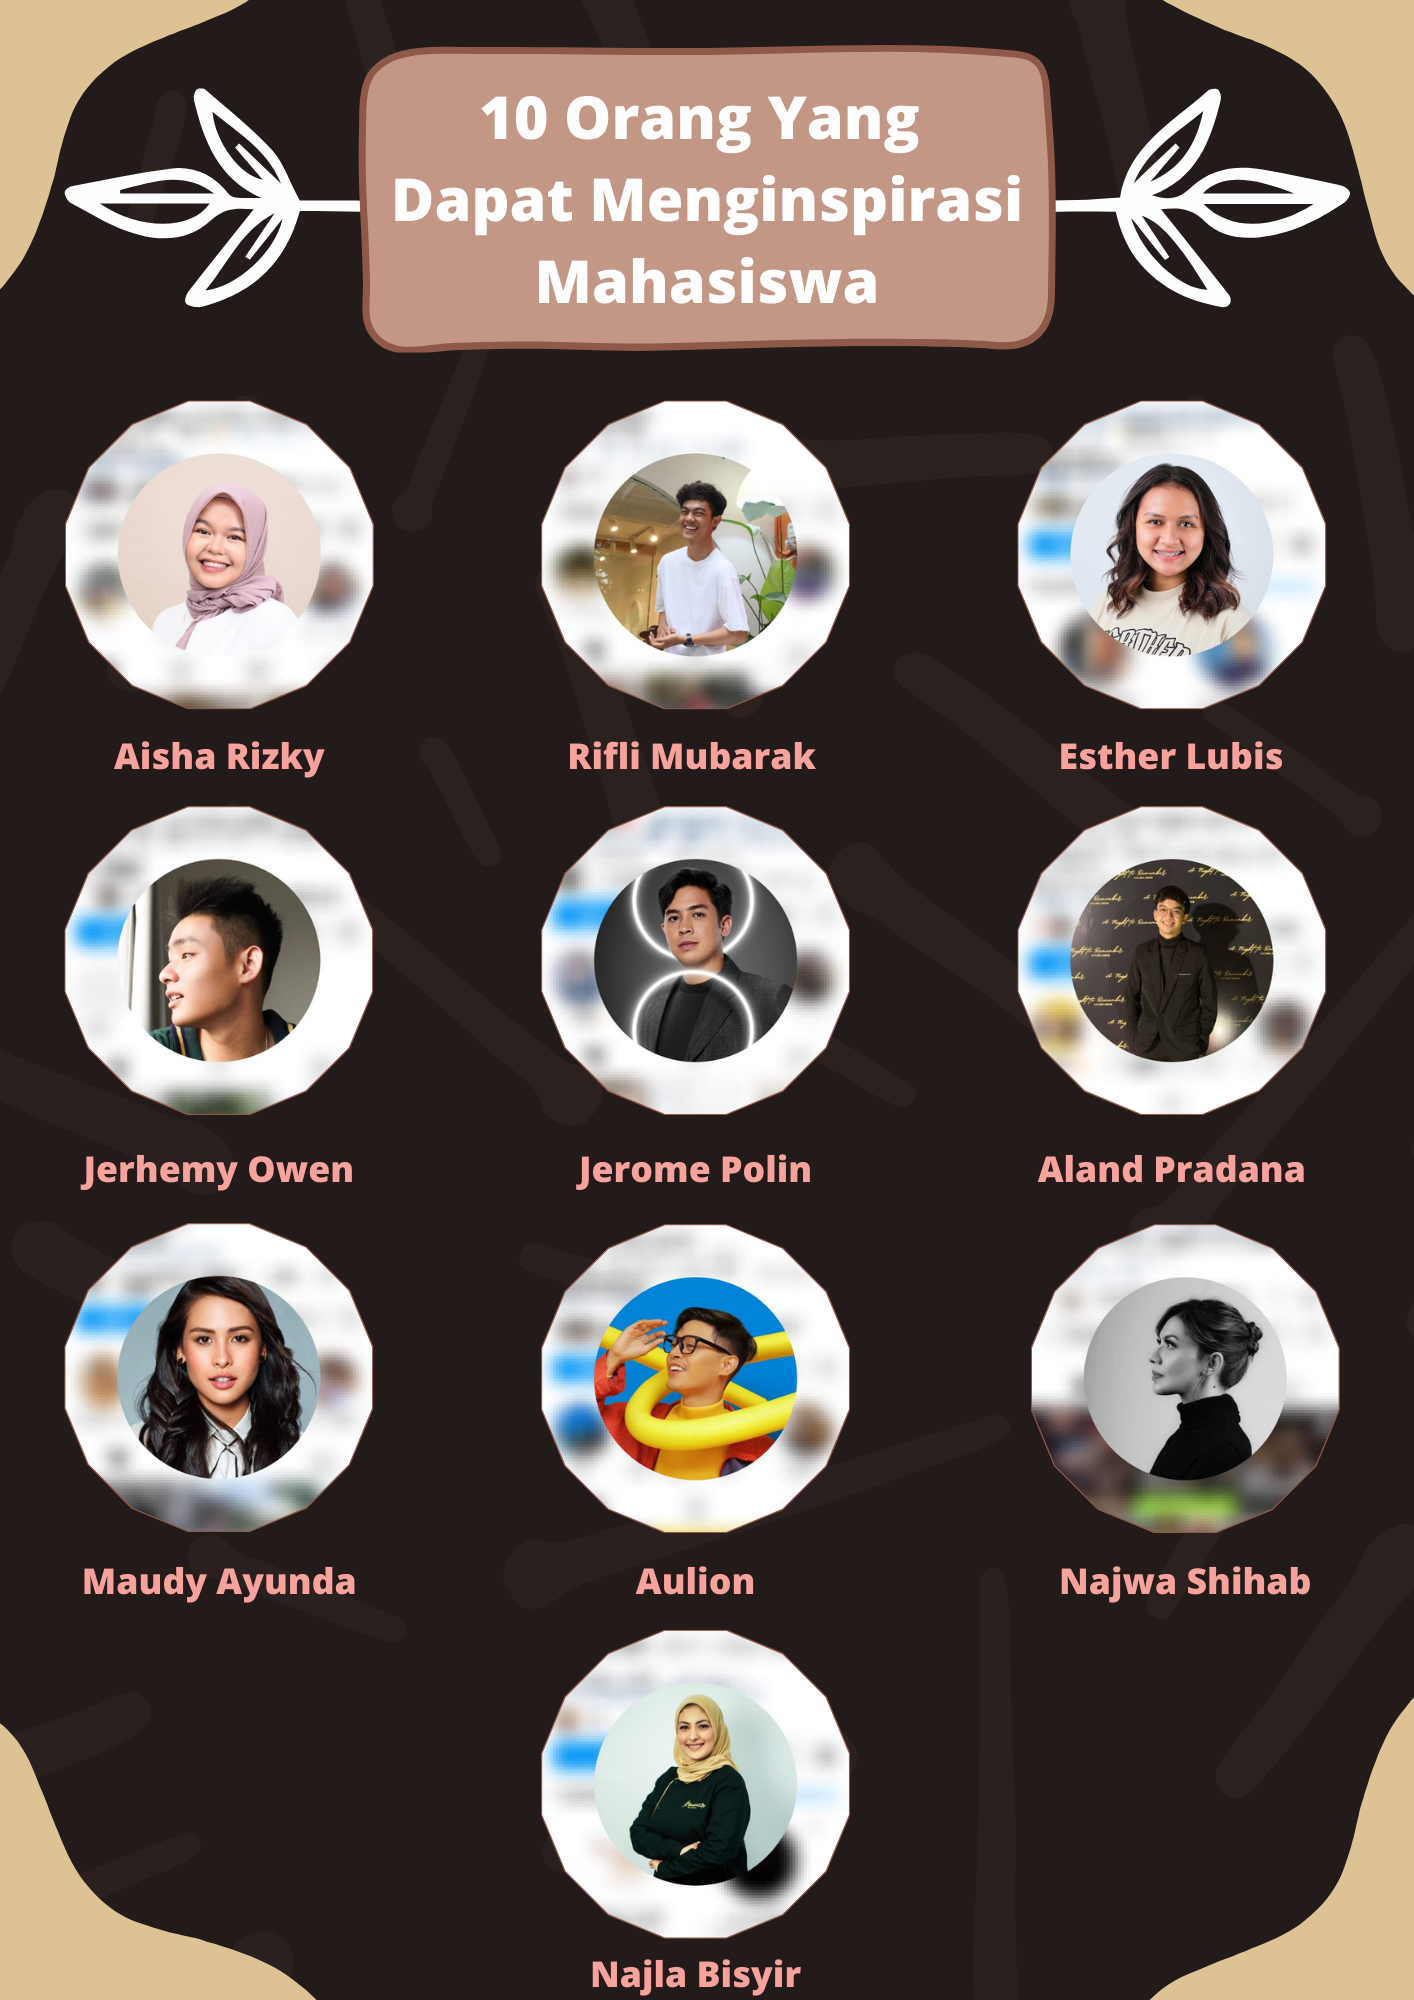 10 Orang Yang
Dapat Menginspirasi
Mahasiswa
Aisha Rizky
Rifli Mubarak
Esther Lubis
Jerhemy Owen
Jerome Polin
Aland Pradana
Maudy Ayunda
Aulion
Najwa Shihab
Najla Bisyir